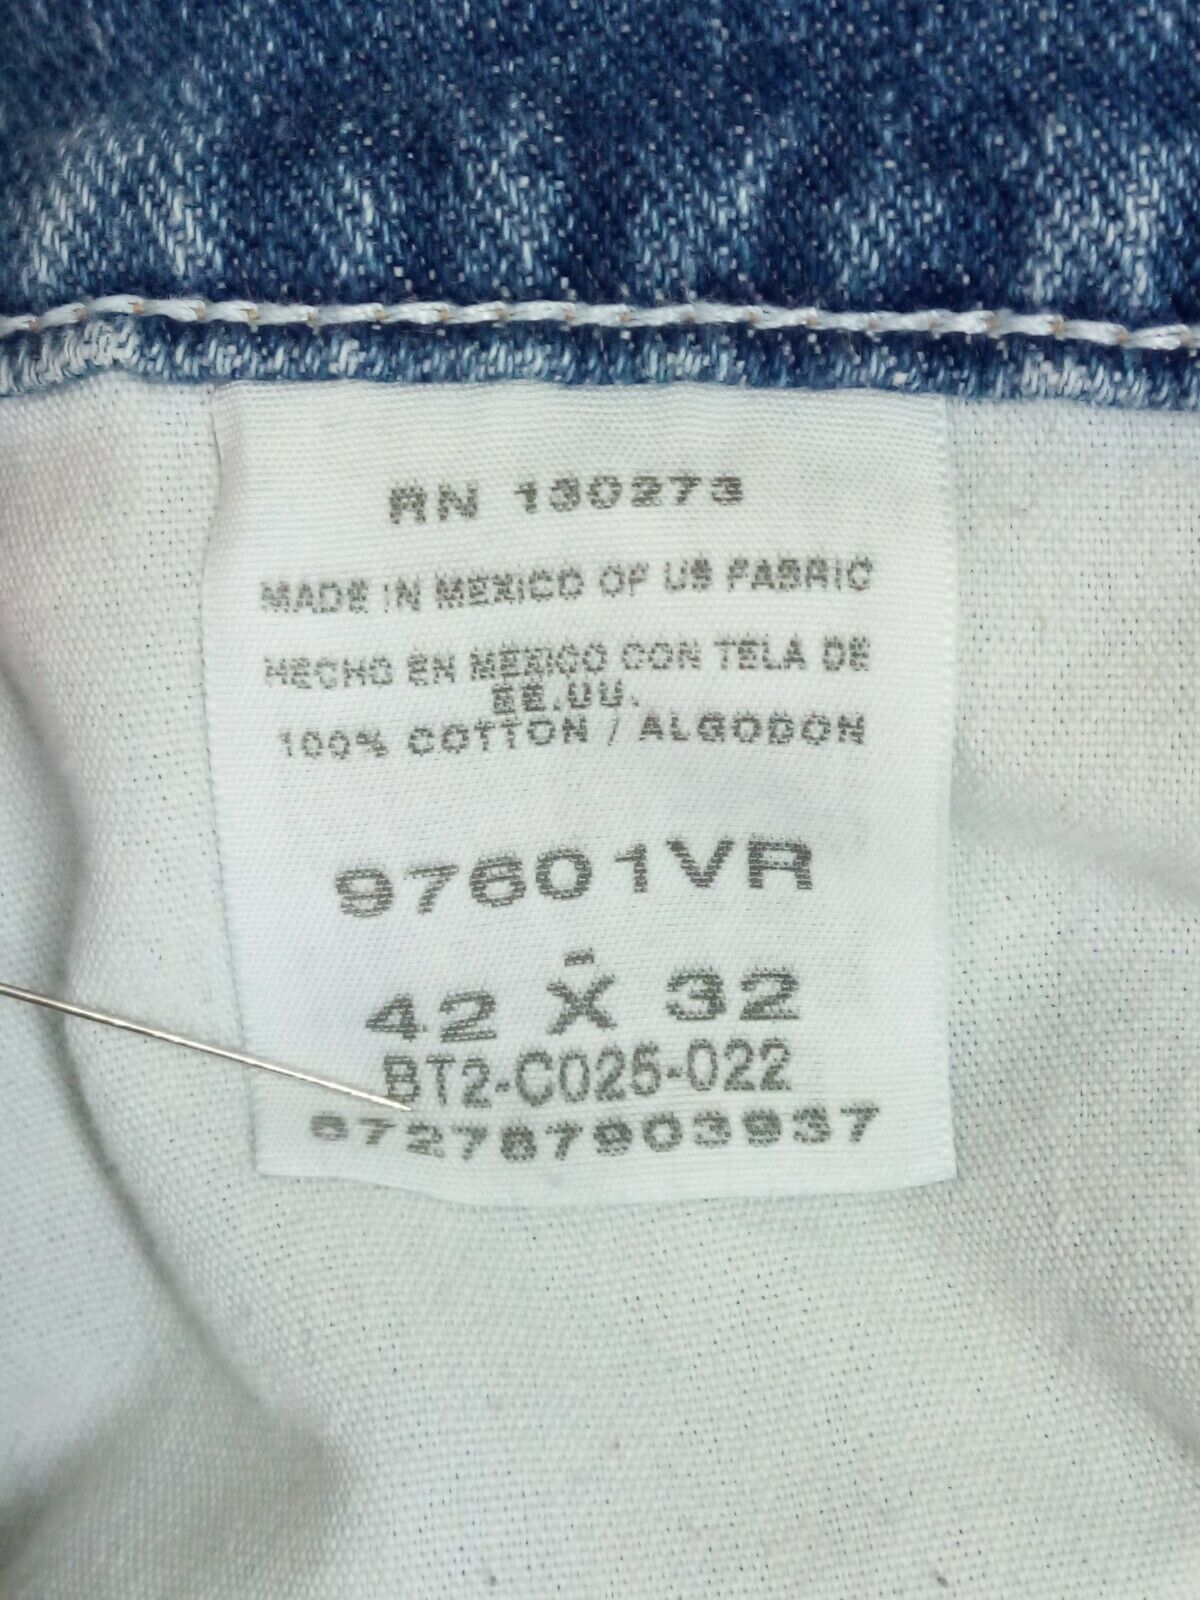 RN 130273
MADE IN MEXICO OF US FABRIC
HECHO EN MEXICO CON TELA DE
EE.UU.
100% COTTON / ALGODON
97601VR
42 X 32
BT2-C025-022